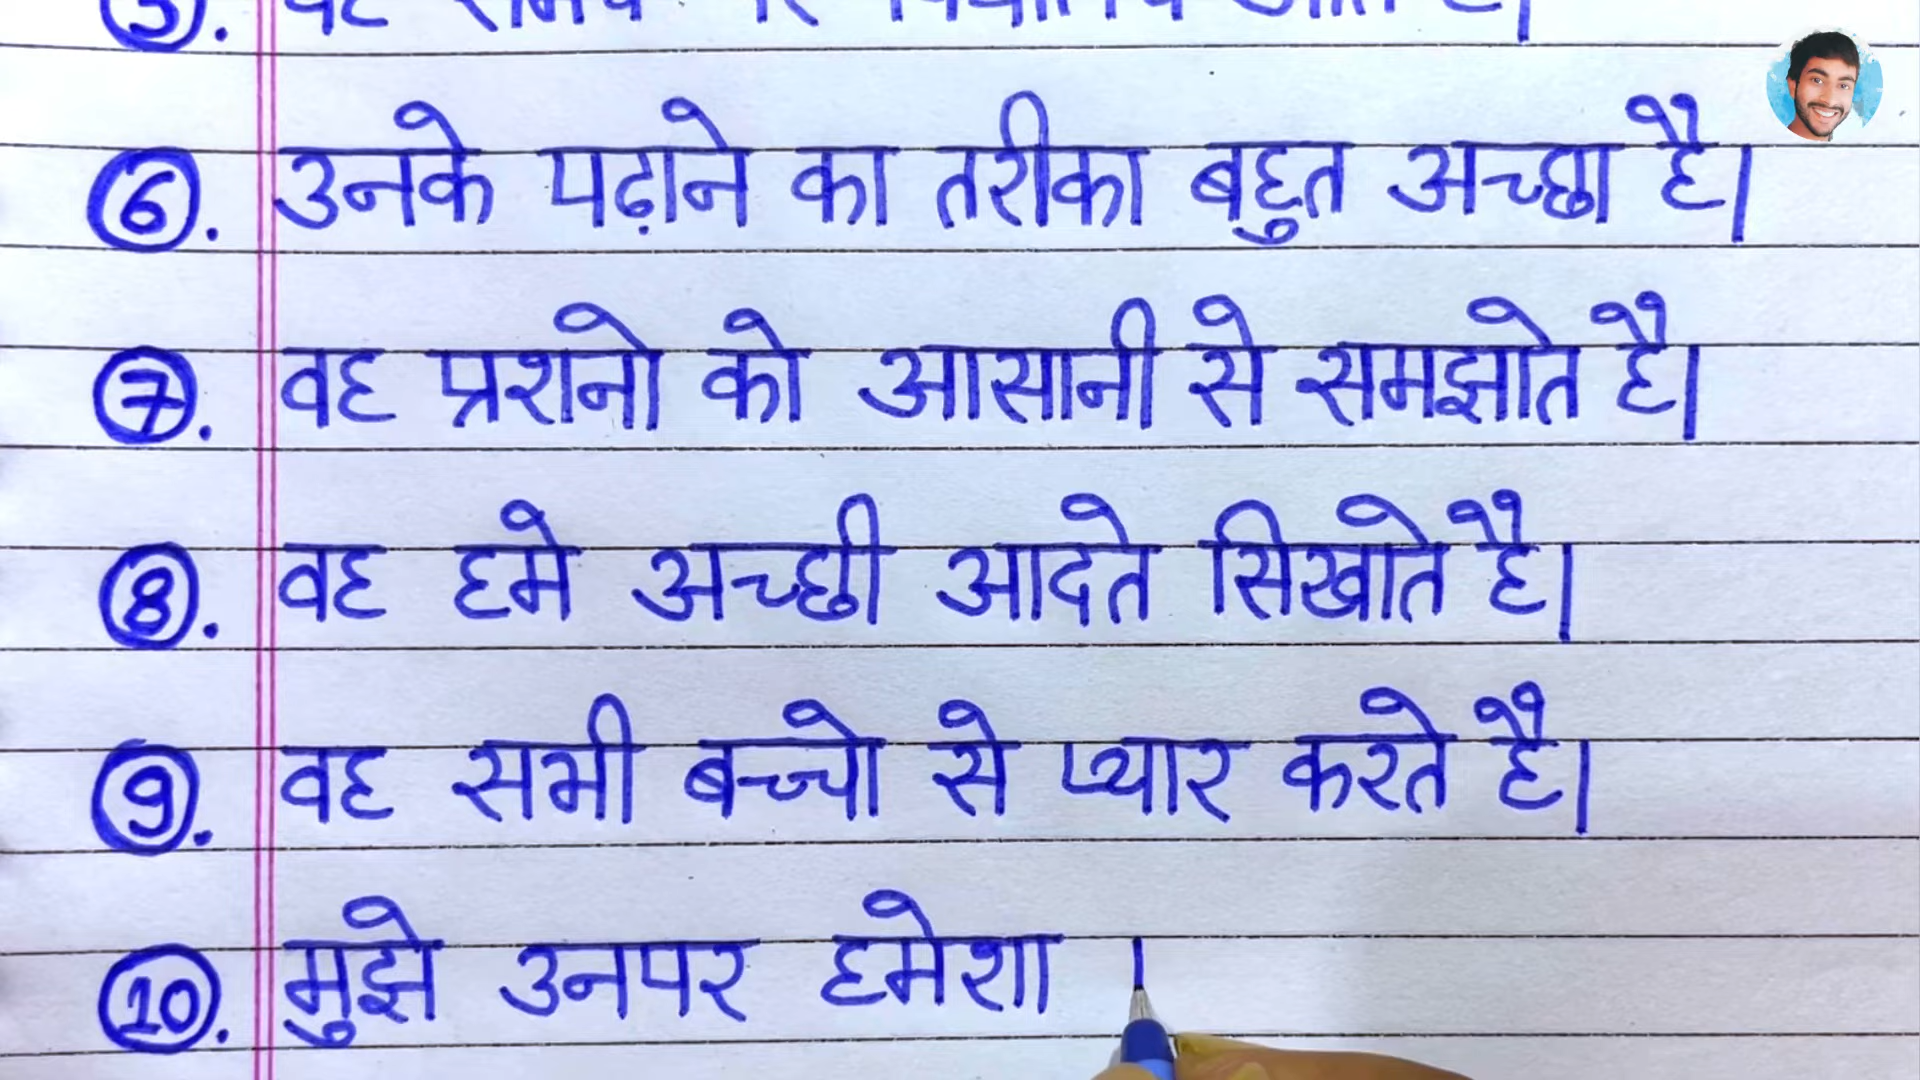 5.
6. उनके पढ़ाने का तरीका बहुत अच्छा है।
7. वह प्रशनो को आसानी से समझाते है।
8. वह हमे अच्छी आदते सिखाते है।
9. वह सभी बच्चो से प्यार करते है।
10. मुझे उनपर हमेशा